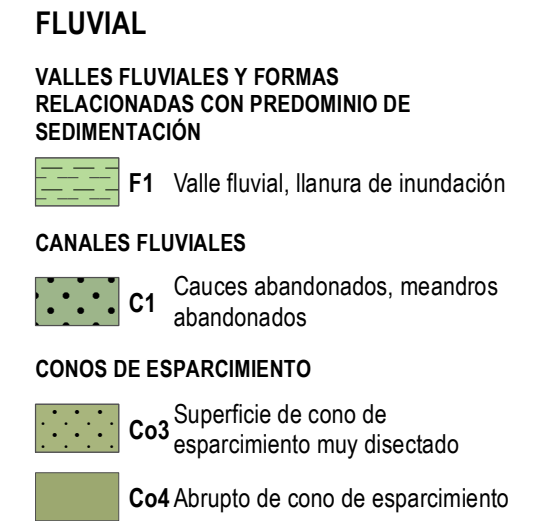 FLUVIAL
VALLES FLUVIALES Y FORMAS
RELACIONADAS CON PREDOMINIO DE
SEDIMENTACIÓN
F1 Valle fluvial, llanura de inundación
CANALES FLUVIALES
C1 Cauces abandonados, meandros
abandonados
CONOS DE ESPARCIMIENTO
Co3 Superficie de cono de
esparcimiento muy disectado
Co4 Abrupto de cono de esparcimiento